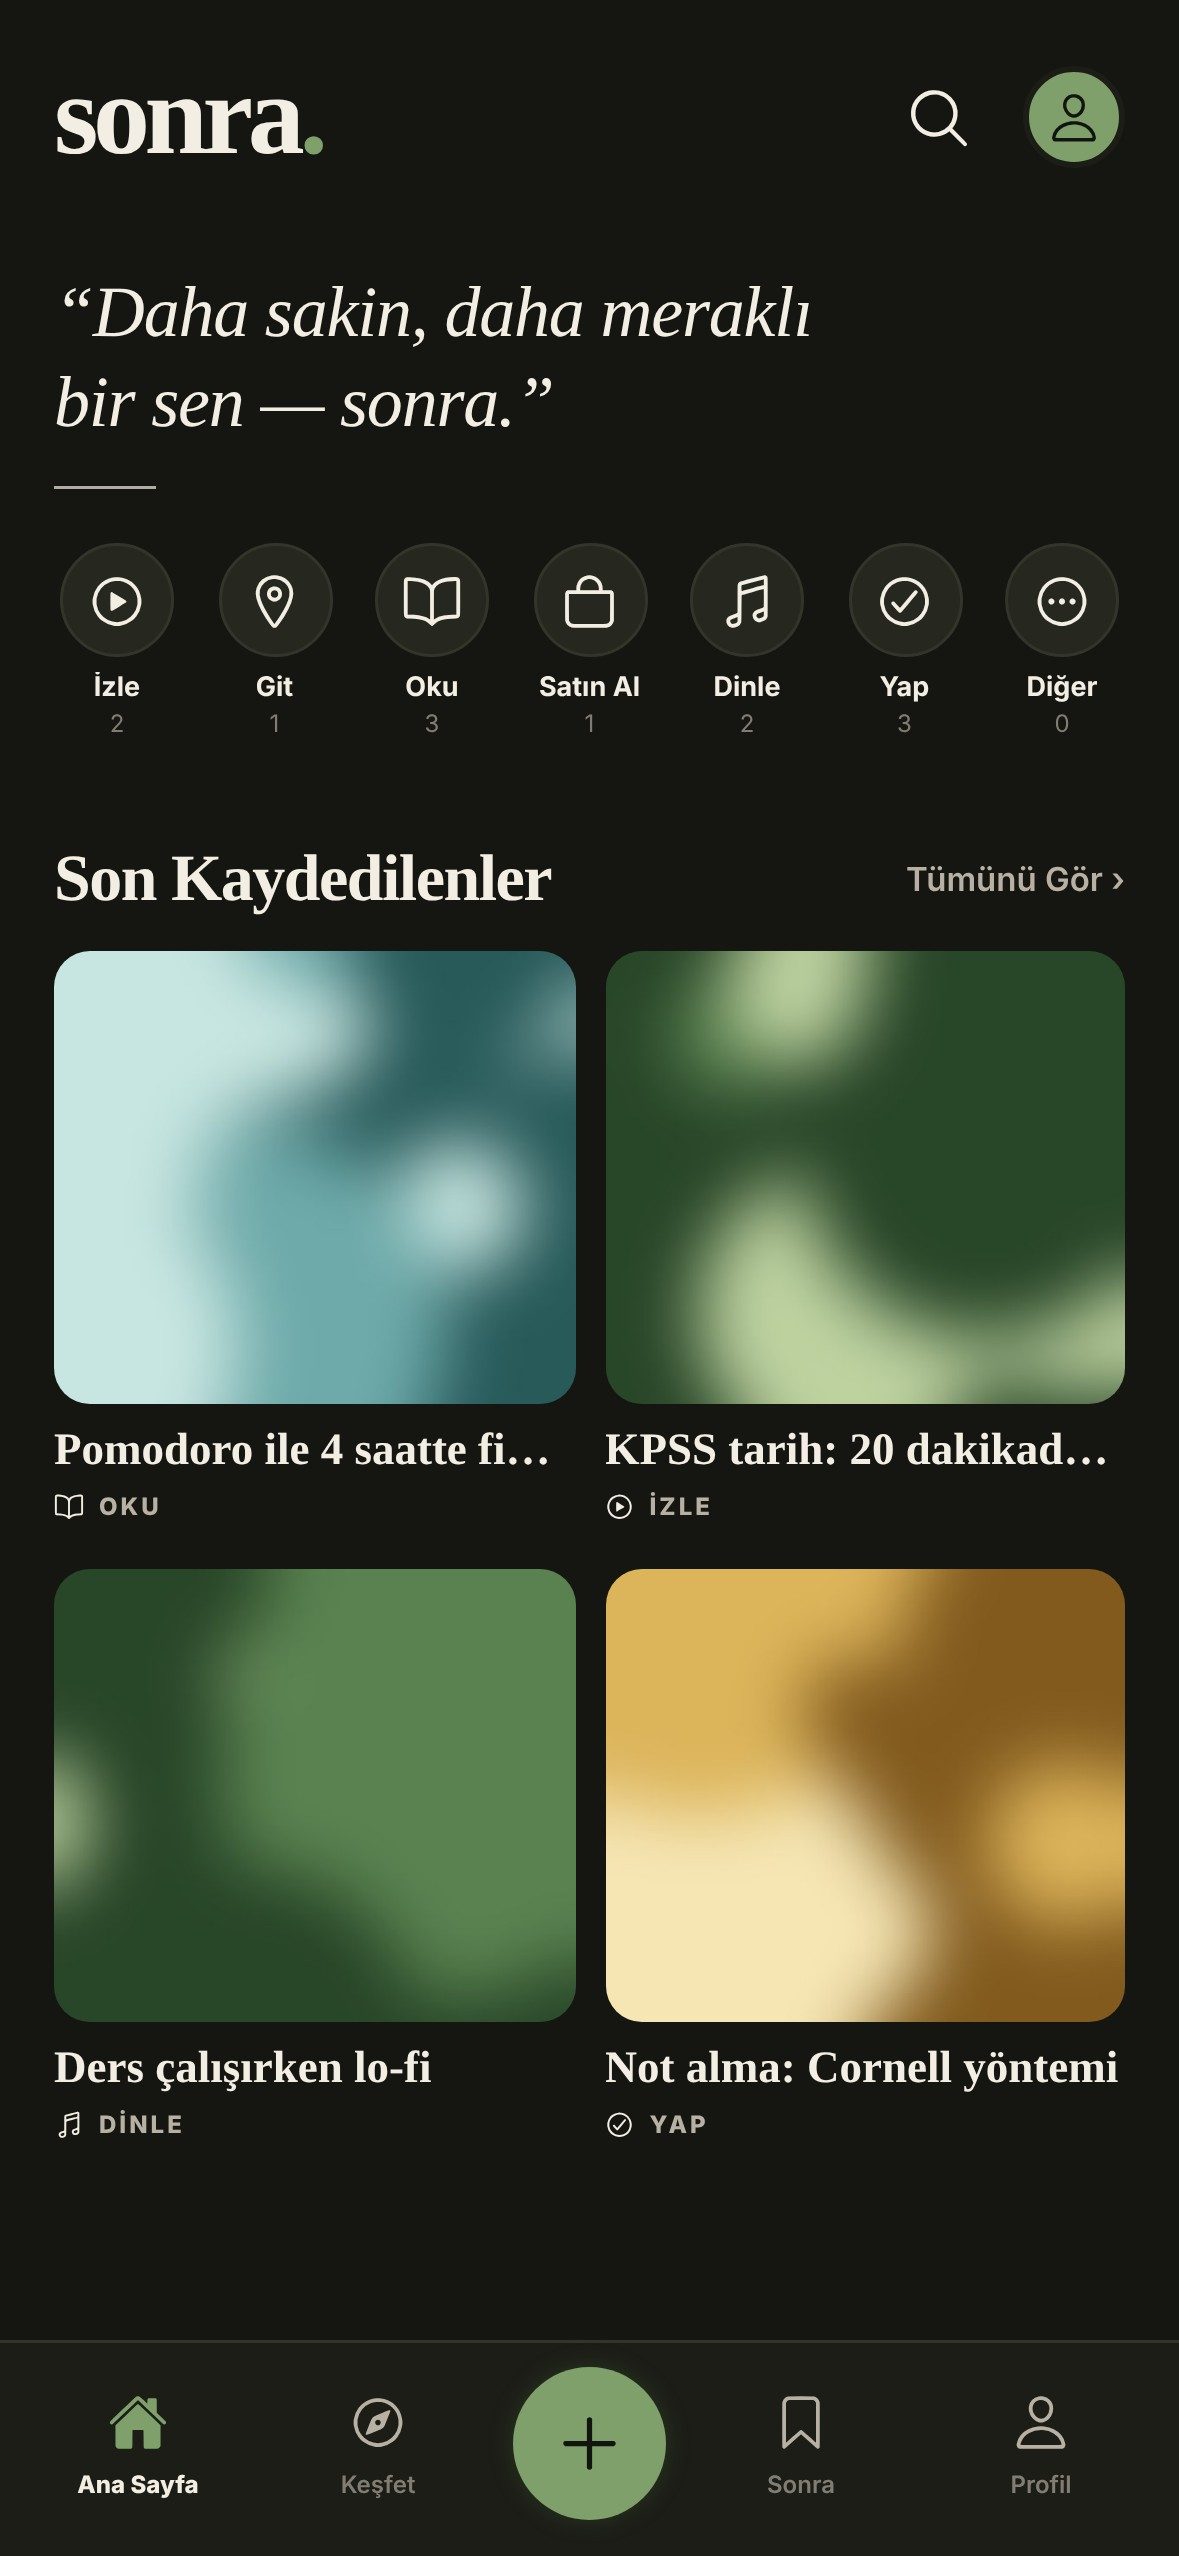 sonra.
“Daha sakin, daha meraklı
bir sen — sonra.”
İzle
2
Git
1
Oku
3
Satın Al
1
Dinle
2
Yap
3
Diğer
0
Son Kaydedilenler
Tümünü Gör ›
Pomodoro ile 4 saatte fi…
OKU
KPSS tarih: 20 dakikad…
İZLE
Ders çalışırken lo-fi
DİNLE
Not alma: Cornell yöntemi
YAP
Ana Sayfa
Keşfet
Sonra
Profil